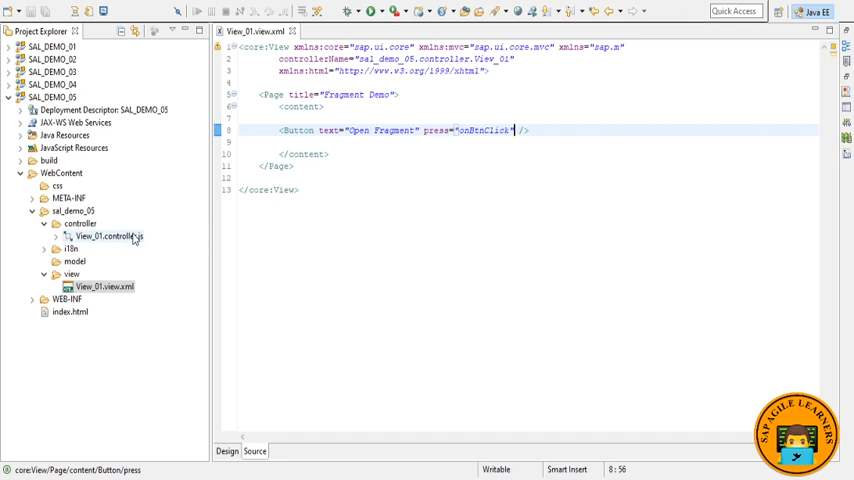 Quick Access
Java EE
Project Explorer
View_01.view.xml
SAL_DEMO_01
SAL_DEMO_02
SAL_DEMO_03
SAL_DEMO_04
SAL_DEMO_05
Deployment Descriptor: SAL_DEMO_05
JAX-WS Web Services
Java Resources
JavaScript Resources
build
WebContent
css
META-INF
sal_demo_05
controller
View_01.controller.js
i18n
model
view
View_01.view.xml
WEB-INF
index.html
1 <core:View xmlns:core="sap.ui.core" xmlns:mvc="sap.ui.core.mvc" xmlns="sap.m"
2 controllerName="sal_demo_05.controller.View_01"
3 xmlns:html="http://www.w3.org/1999/xhtml">
4
5 <Page title="Fragment Demo">
6 <content>
7
8 <Button text="Open Fragment" press="onBtnClick" />
9
10 </content>
11 </Page>
12
13 </core:View>
Design
Source
core:View/Page/content/Button/press
Writable
Smart Insert
8 : 56
SAP AGILE LEARNERS